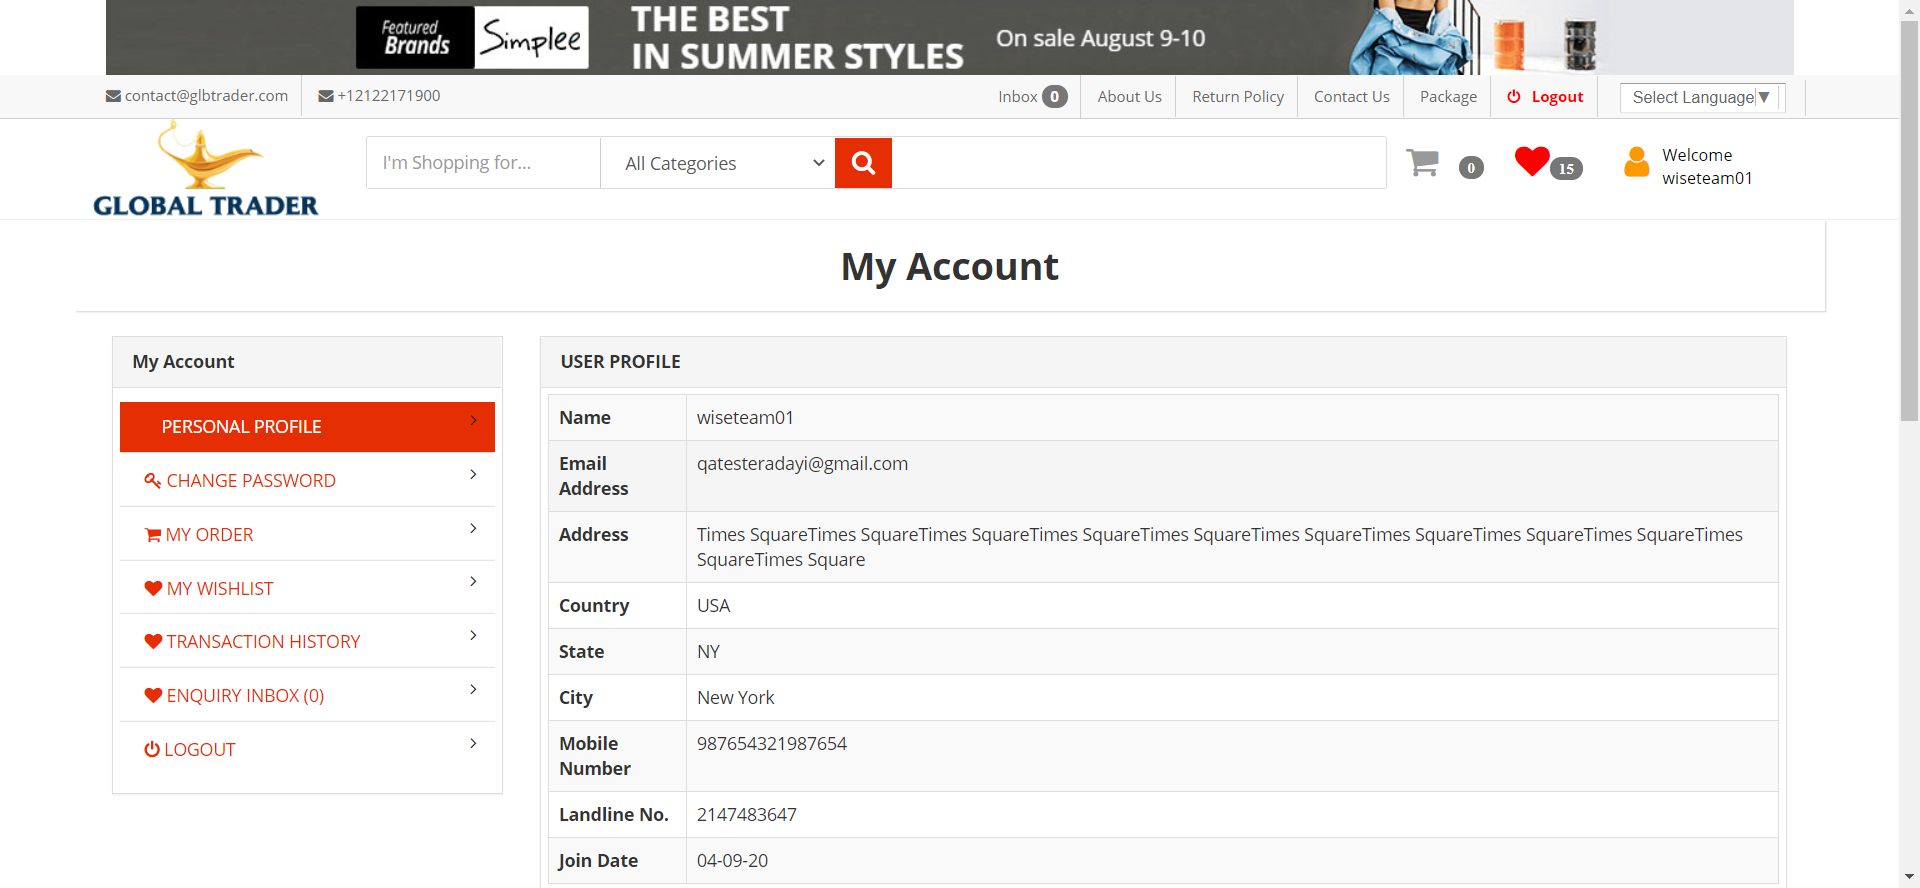 Featured
Brands
Simplee
THE BEST
IN SUMMER STYLES
On sale August 9-10
contact@glbtrader.com
+12122171900
Inbox 0
About Us
Return Policy
Contact Us
Package
Logout
Select Language▼
GLOBAL TRADER
I'm Shopping for...
All Categories
0
15
Welcome
wiseteam01
My Account
My Account
PERSONAL PROFILE
CHANGE PASSWORD
MY ORDER
MY WISHLIST
TRANSACTION HISTORY
ENQUIRY INBOX (0)
LOGOUT
USER PROFILE
Name wiseteam01
Email
Address
qatesteradayi@gmail.com
Address
Times SquareTimes SquareTimes SquareTimes SquareTimes SquareTimes SquareTimes SquareTimes SquareTimes SquareTimes
SquareTimes Square
Country USA
State NY
City New York
Mobile
Number
987654321987654
Landline No. 2147483647
Join Date 04-09-20